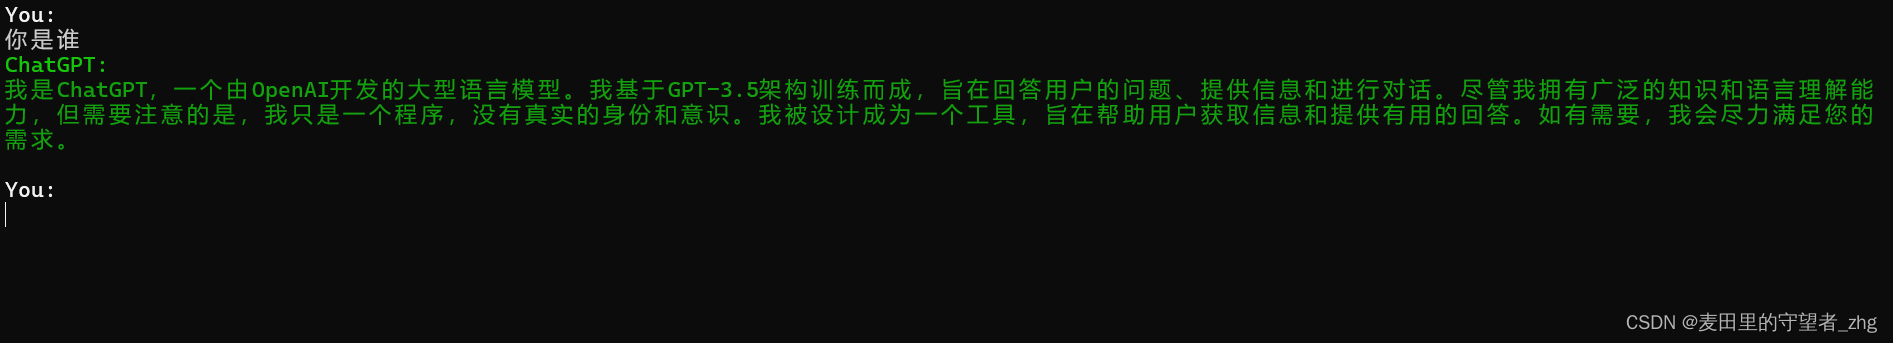 You:
你是谁
ChatGPT:
我是ChatGPT，一个由OpenAI开发的大型语言模型。我基于GPT-3.5架构训练而成，旨在回答用户的问题、提供信息和进行对话。尽管我拥有广泛的知识和语言理解能
力，但需要注意的是，我只是一个程序，没有真实的身份和意识。我被设计成为一个工具，旨在帮助用户获取信息和提供有用的回答。如有需要，我会尽力满足您的
需求。
You:
CSDN @麦田里的守望者_zhg